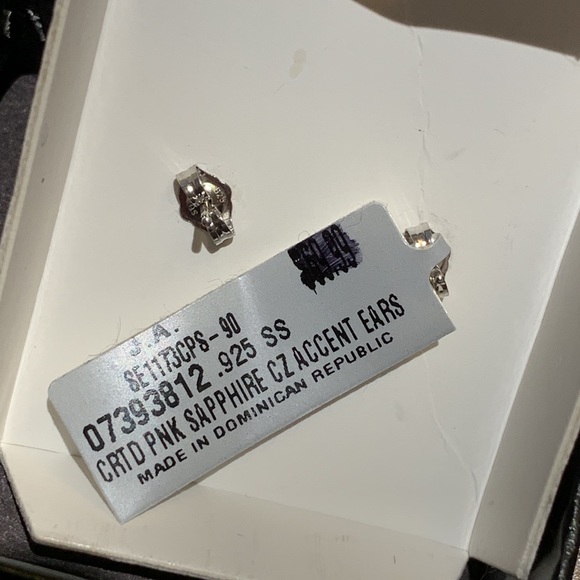 J.A.
SE1173CPS-90
07393812 .925 SS
CRTD PNK SAPPHIRE CZ ACCENT EARS
MADE IN DOMINICAN REPUBLIC